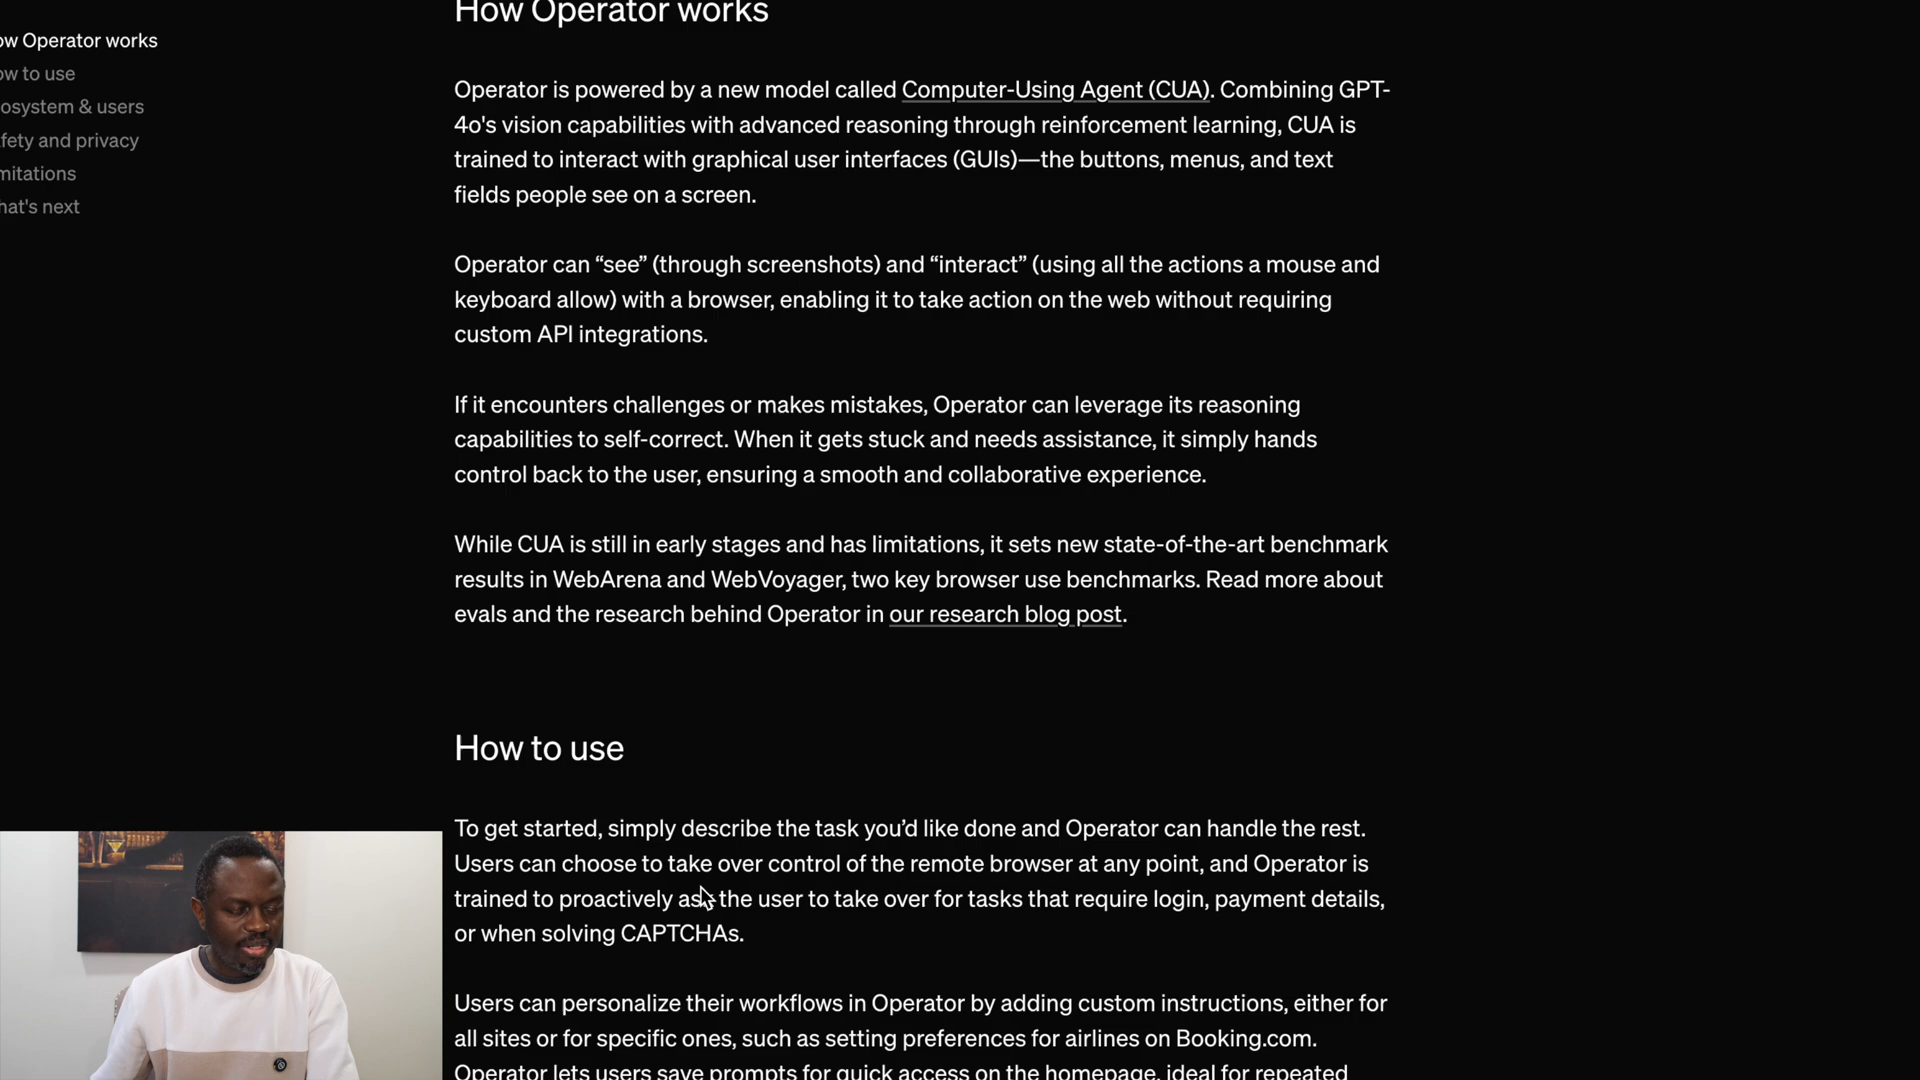 How Operator works
ow Operator works
ow to use
osystem & users
fety and privacy
mitations
hat's next
Operator is powered by a new model called Computer-Using Agent (CUA). Combining GPT-
4o's vision capabilities with advanced reasoning through reinforcement learning, CUA is
trained to interact with graphical user interfaces (GUIs)—the buttons, menus, and text
fields people see on a screen.
Operator can “see” (through screenshots) and “interact” (using all the actions a mouse and
keyboard allow) with a browser, enabling it to take action on the web without requiring
custom API integrations.
If it encounters challenges or makes mistakes, Operator can leverage its reasoning
capabilities to self-correct. When it gets stuck and needs assistance, it simply hands
control back to the user, ensuring a smooth and collaborative experience.
While CUA is still in early stages and has limitations, it sets new state-of-the-art benchmark
results in WebArena and WebVoyager, two key browser use benchmarks. Read more about
evals and the research behind Operator in our research blog post.
How to use
To get started, simply describe the task you’d like done and Operator can handle the rest.
Users can choose to take over control of the remote browser at any point, and Operator is
trained to proactively ask the user to take over for tasks that require login, payment details,
or when solving CAPTCHAs.
Users can personalize their workflows in Operator by adding custom instructions, either for
all sites or for specific ones, such as setting preferences for airlines on Booking.com.
Operator lets users save prompts for quick access on the homepage, ideal for repeated